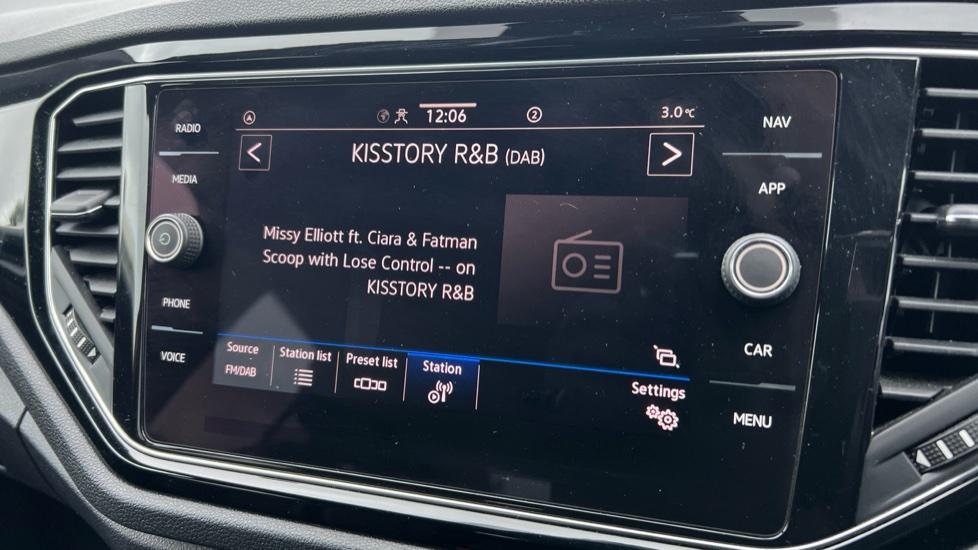 RADIO
12:06
2
3.0 °C
NAV
KISSTORY R&B (DAB)
MEDIA
APP
Missy Elliott ft. Ciara & Fatman
Scoop with Lose Control -- on
KISSTORY R&B
PHONE
VOICE
CAR
Source
FM/DAB
Station list
Preset list
Station
Settings
MENU